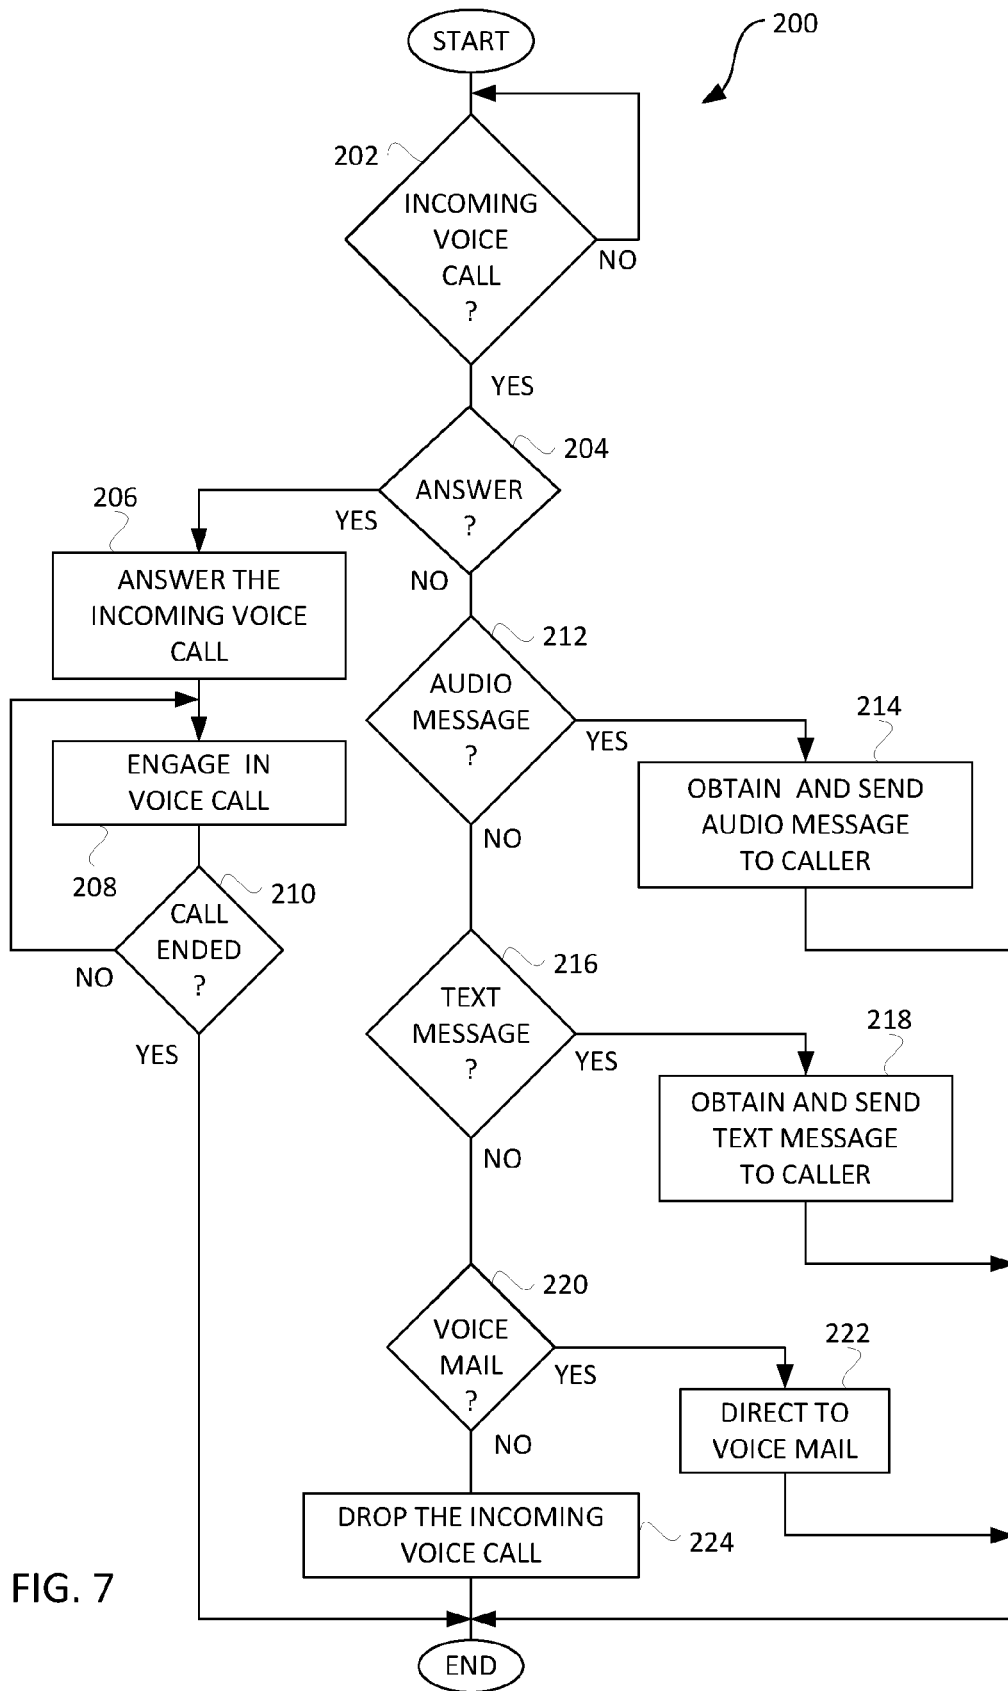 START
200
202
INCOMING
VOICE
CALL
?
NO
YES
204
ANSWER
?
YES
NO
206
ANSWER THE
INCOMING VOICE
CALL
212
AUDIO
MESSAGE
?
YES
NO
214
OBTAIN AND SEND
AUDIO MESSAGE
TO CALLER
ENGAGE IN
VOICE CALL
208
210
CALL
ENDED
?
NO
YES
216
TEXT
MESSAGE
?
YES
NO
218
OBTAIN AND SEND
TEXT MESSAGE
TO CALLER
220
VOICE
MAIL
?
YES
NO
222
DIRECT TO
VOICE MAIL
DROP THE INCOMING
VOICE CALL
224
FIG. 7
END